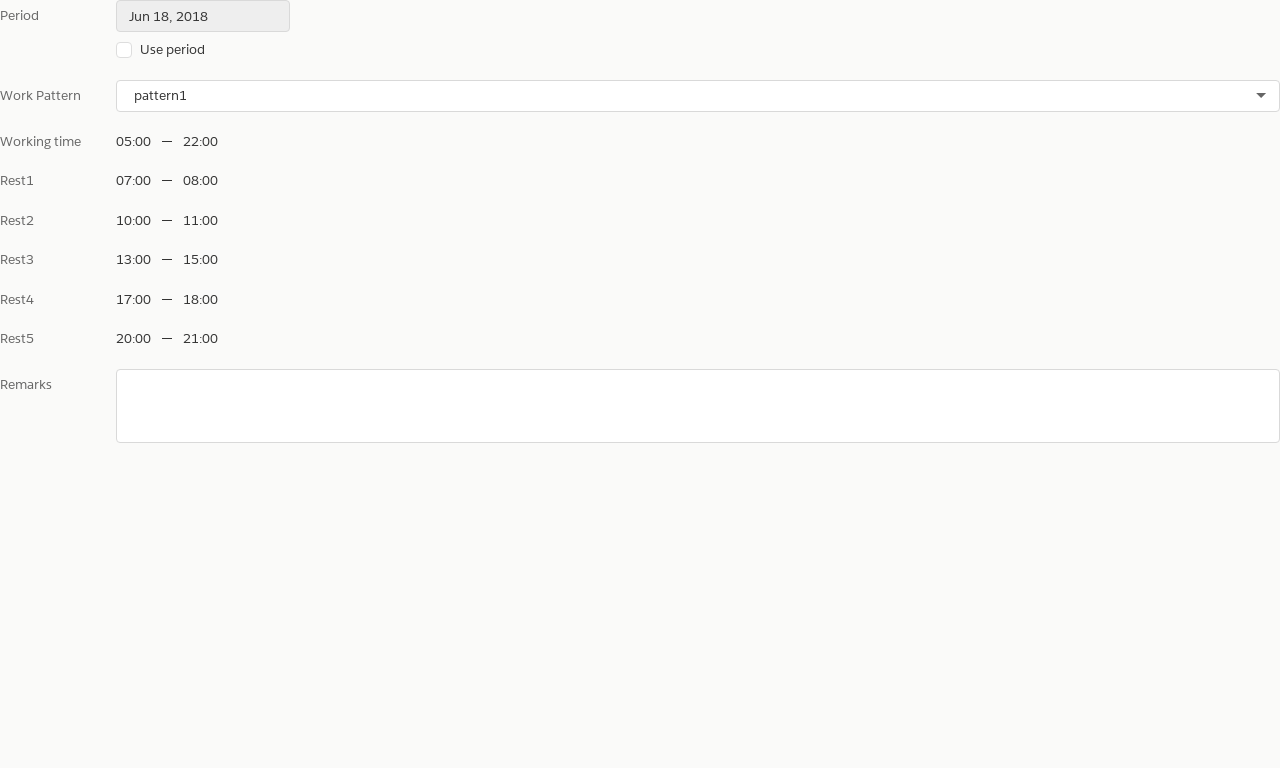 Period Jun 18, 2018
Use period
Work Pattern pattern1
Working time 05:00 — 22:00
Rest1 07:00 — 08:00
Rest2 10:00 — 11:00
Rest3 13:00 — 15:00
Rest4 17:00 — 18:00
Rest5 20:00 — 21:00
Remarks